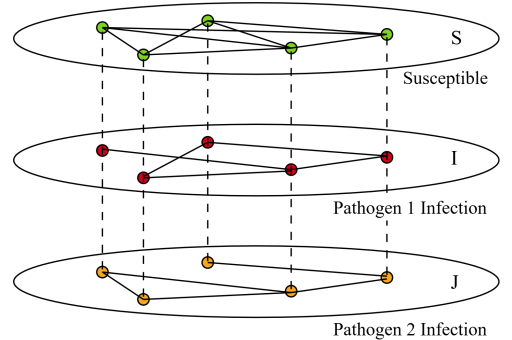 S
Susceptible
I
Pathogen 1 Infection
J
Pathogen 2 Infection